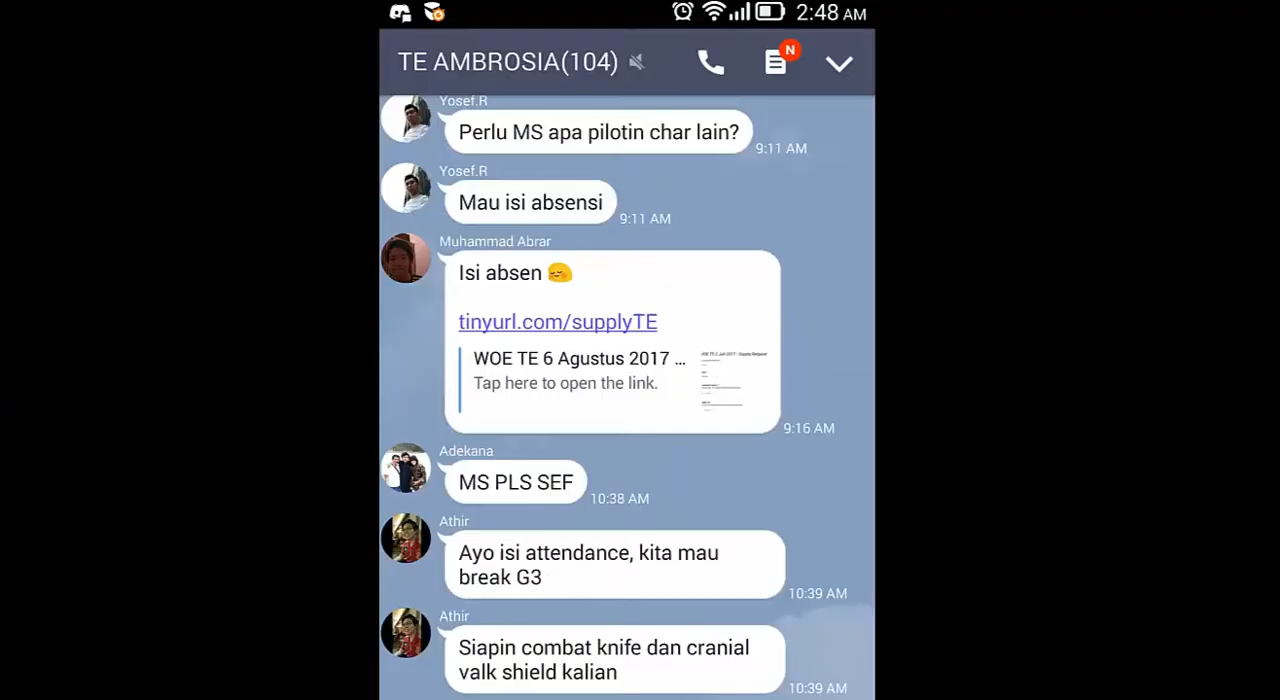 2:48 AM
TE AMBROSIA(104)
N
Yosef.R
Perlu MS apa pilotin char lain?
9:11 AM
Yosef.R
Mau isi absensi
9:11 AM
Muhammad Abrar
Isi absen
tinyurl.com/supplyTE
WOE TE 6 Agustus 2017 ...
Tap here to open the link.
9:16 AM
Adekana
MS PLS SEF
10:38 AM
Athir
Ayo isi attendance, kita mau
break G3
10:39 AM
Athir
Siapin combat knife dan cranial
valk shield kalian
10:39 AM